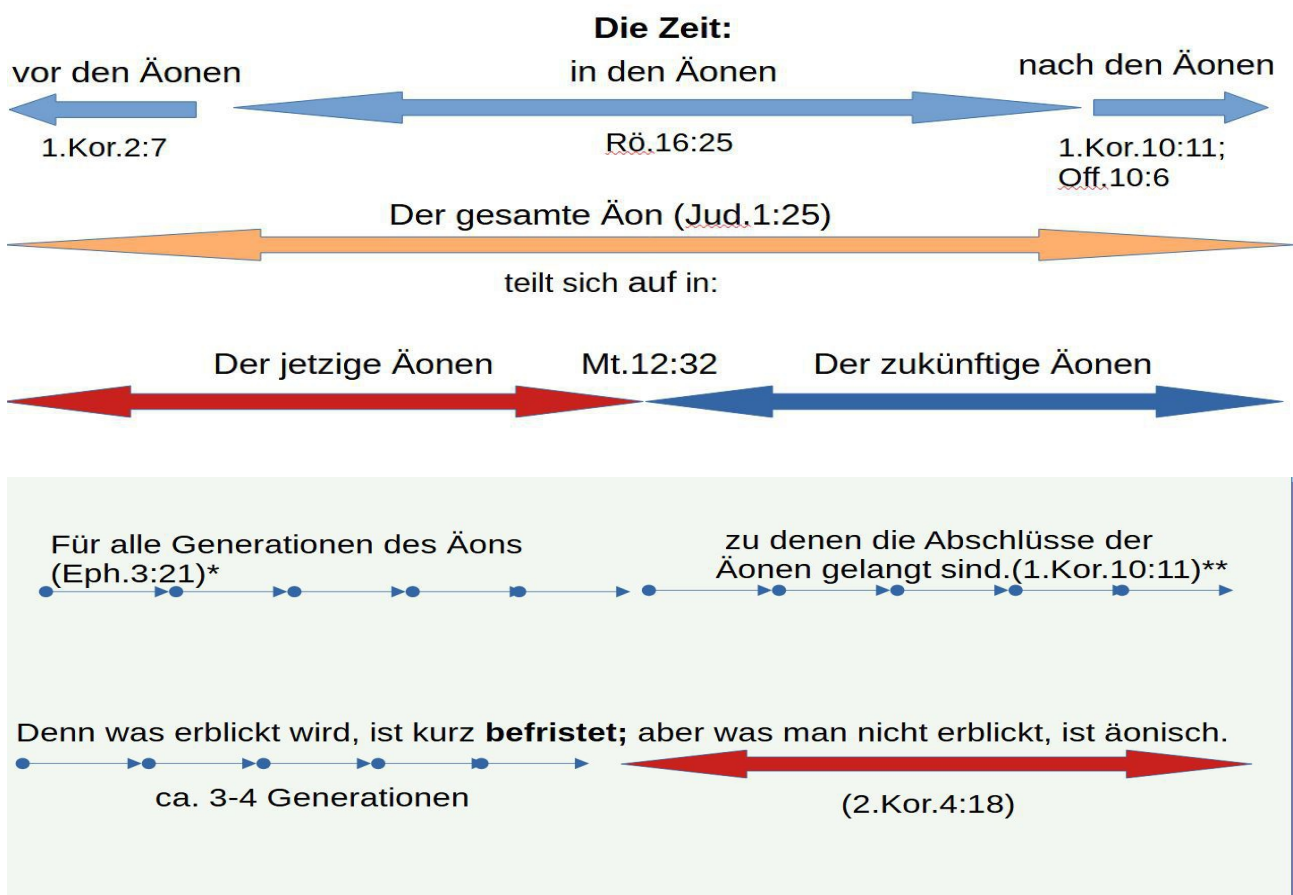 Die Zeit:
vor den Äonen
in den Äonen
nach den Äonen
1.Kor.2:7
Rö.16:25
1.Kor.10:11;
Off.10:6
Der gesamte Äon (Jud.1:25)
teilt sich auf in:
Der jetzige Äonen
Mt.12:32
Der zukünftige Äonen
Für alle Generationen des Äons
(Eph.3:21)*
zu denen die Abschlüsse der
Äonen gelangt sind.(1.Kor.10:11)**
Denn was erblickt wird, ist kurz befristet; aber was man nicht erblickt, ist äonisch.
ca. 3-4 Generationen
(2.Kor.4:18)